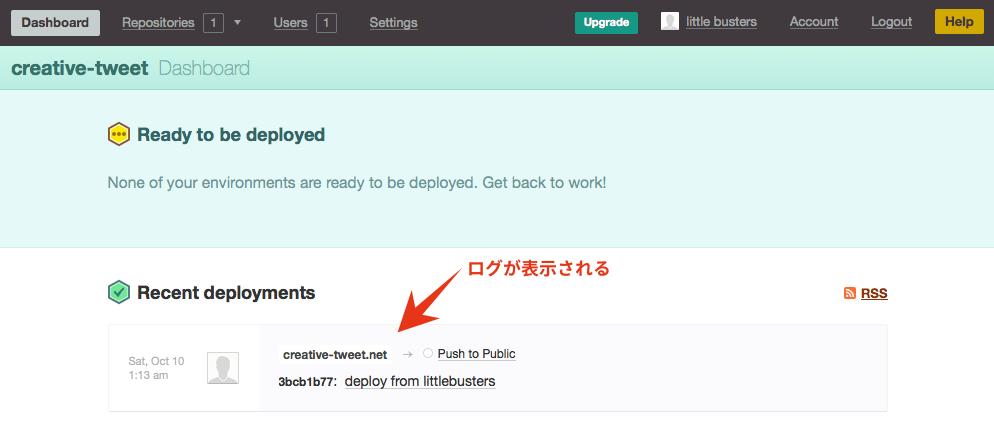 Dashboard Repositories 1 Users 1 Settings Upgrade little busters Account Logout Help
creative-tweet Dashboard
Ready to be deployed
None of your environments are ready to be deployed. Get back to work!
ログが表示される
Recent deployments RSS
Sat, Oct 10
1:13 am
creative-tweet.net → Push to Public
3bcb1b77: deploy from littlebusters